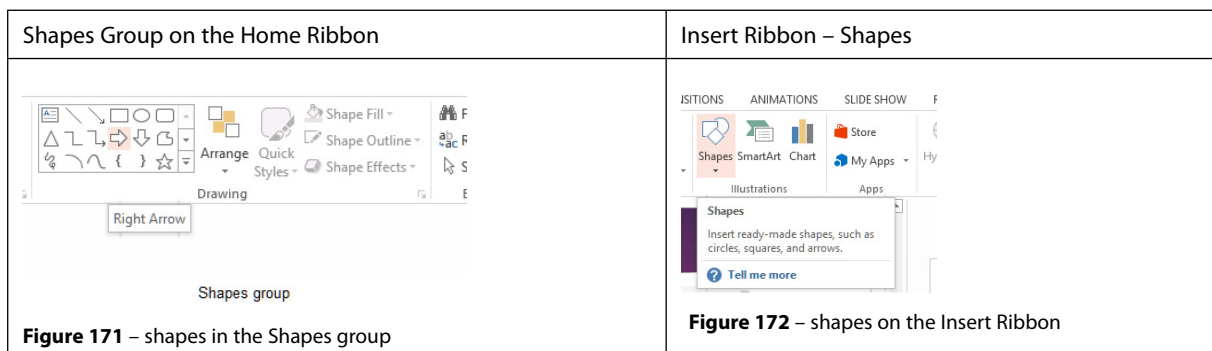 Shapes Group on the Home Ribbon
Shape Fill
Shape Outline
Shape Effects
Arrange
Quick
Styles
Drawing
Right Arrow
Shapes group
Figure 171 – shapes in the Shapes group
Insert Ribbon – Shapes
ANIMATIONS
SLIDE SHOW
Store
My Apps
Shapes
SmartArt
Chart
Illustrations
Apps
Shapes
Insert ready-made shapes, such as
circles, squares, and arrows.
Tell me more
Figure 172 – shapes on the Insert Ribbon